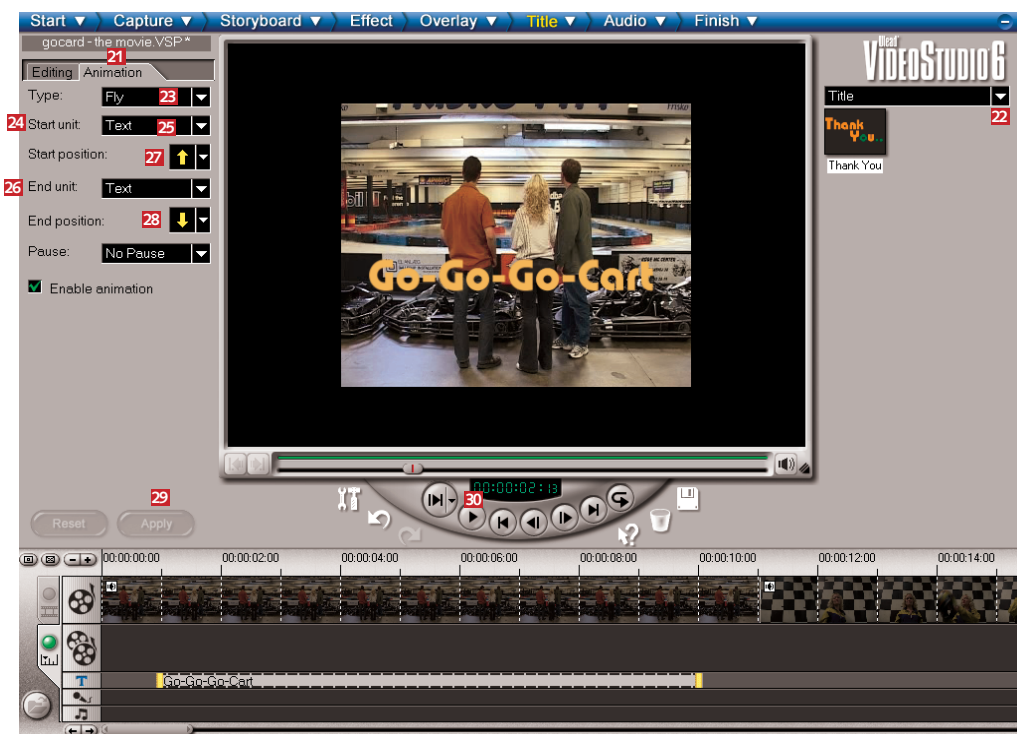 Start ▼ Capture ▼ Storyboard ▼ Effect Overlay ▼ Title ▼ Audio ▼ Finish ▼
gocard - the movie.VSP*
21
Editing Animation
Ulead
VIDEOSTUDIO 6
Type: Fly 23
Title
22
24 Start unit: Text 25
Thank You..
Thank You
Start position: 27
26 End unit: Text
End position: 28
Pause: No Pause
Enable animation
Frisko
Go-Go-Go-Cart
29
Reset Apply
30
00:00:02:13
00:00:00:00 00:00:02:00 00:00:04:00 00:00:06:00 00:00:08:00 00:00:10:00 00:00:12:00 00:00:14:00
T Go-Go-Go-Cart